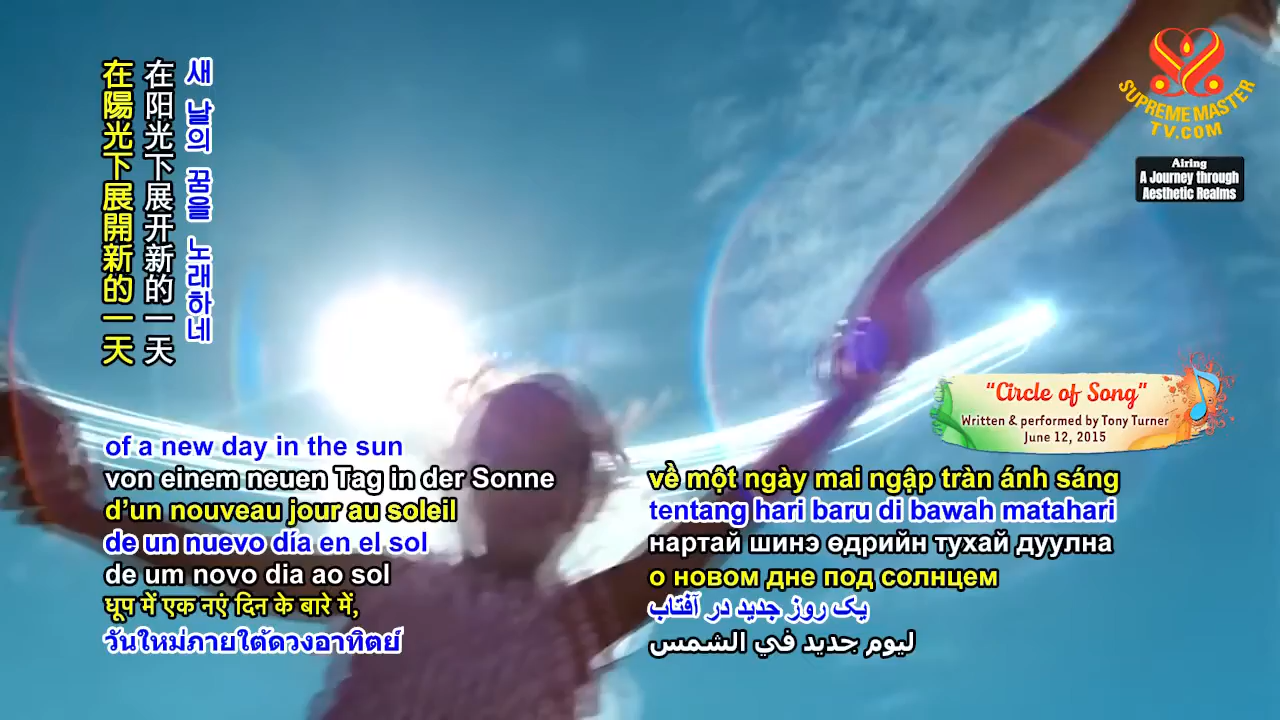 在陽光下展開新的一天
在阳光下展开新的一天
새 날의 꿈을 노래하네
SUPREME MASTER
TV.COM
Airing
A Journey through
Aesthetic Realms
"Circle of Song"
Written & performed by Tony Turner
June 12, 2015
of a new day in the sun
von einem neuen Tag in der Sonne
d’un nouveau jour au soleil
de un nuevo día en el sol
de um novo dia ao sol
धूप में एक नएं दिन के बारे में,
วันใหม่ภายใต้ดวงอาทิตย์
về một ngày mai ngập tràn ánh sáng
tentang hari baru di bawah matahari
нартай шинэ өдрийн тухай дуулна
о новом дне под солнцем
یک روز جدید در آفتاب
ليوم جديد في الشمس